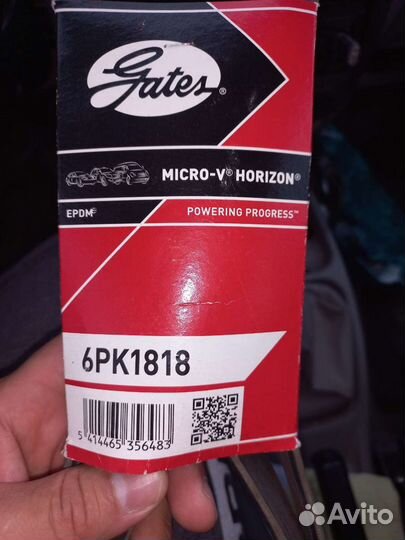 Gates®
MICRO-V® HORIZON®
EPDM
POWERING PROGRESS™
6PK1818
5 414465 356483
Avito